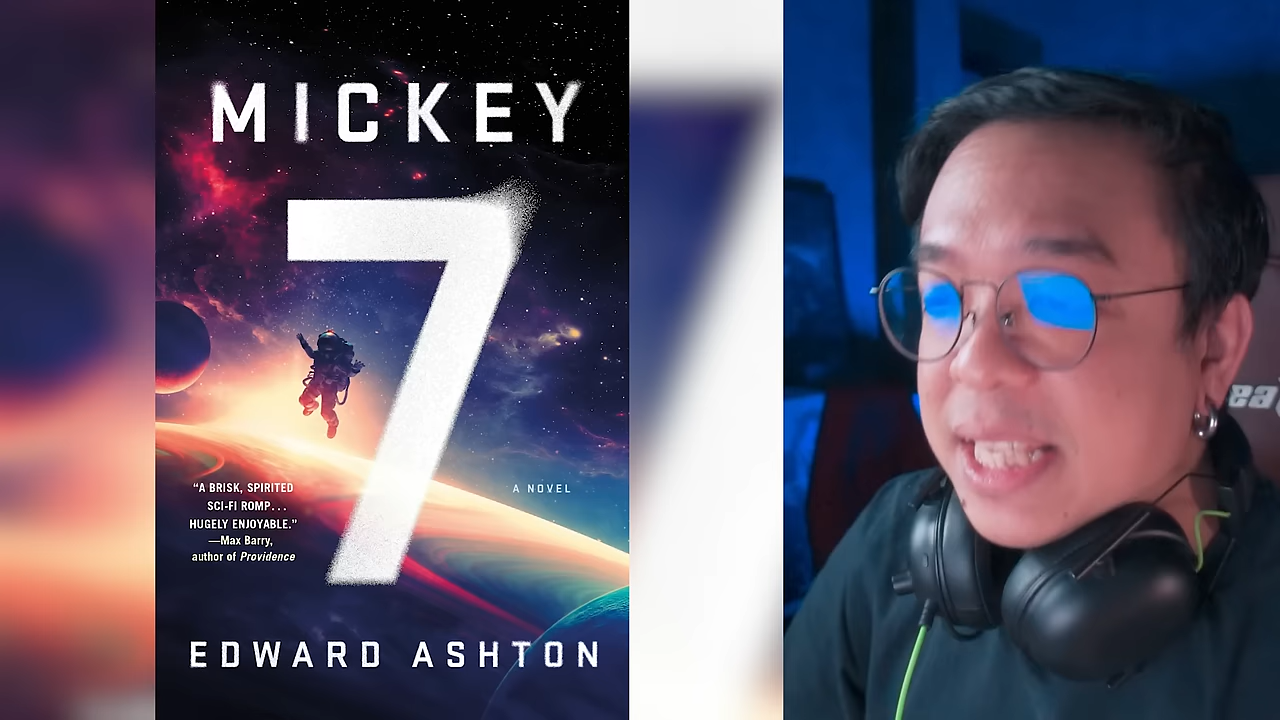 MICKEY
7
“A BRISK, SPIRITED
SCI-FI ROMP...
HUGELY ENJOYABLE.”
—Max Barry,
author of Providence
A NOVEL
EDWARD ASHTON